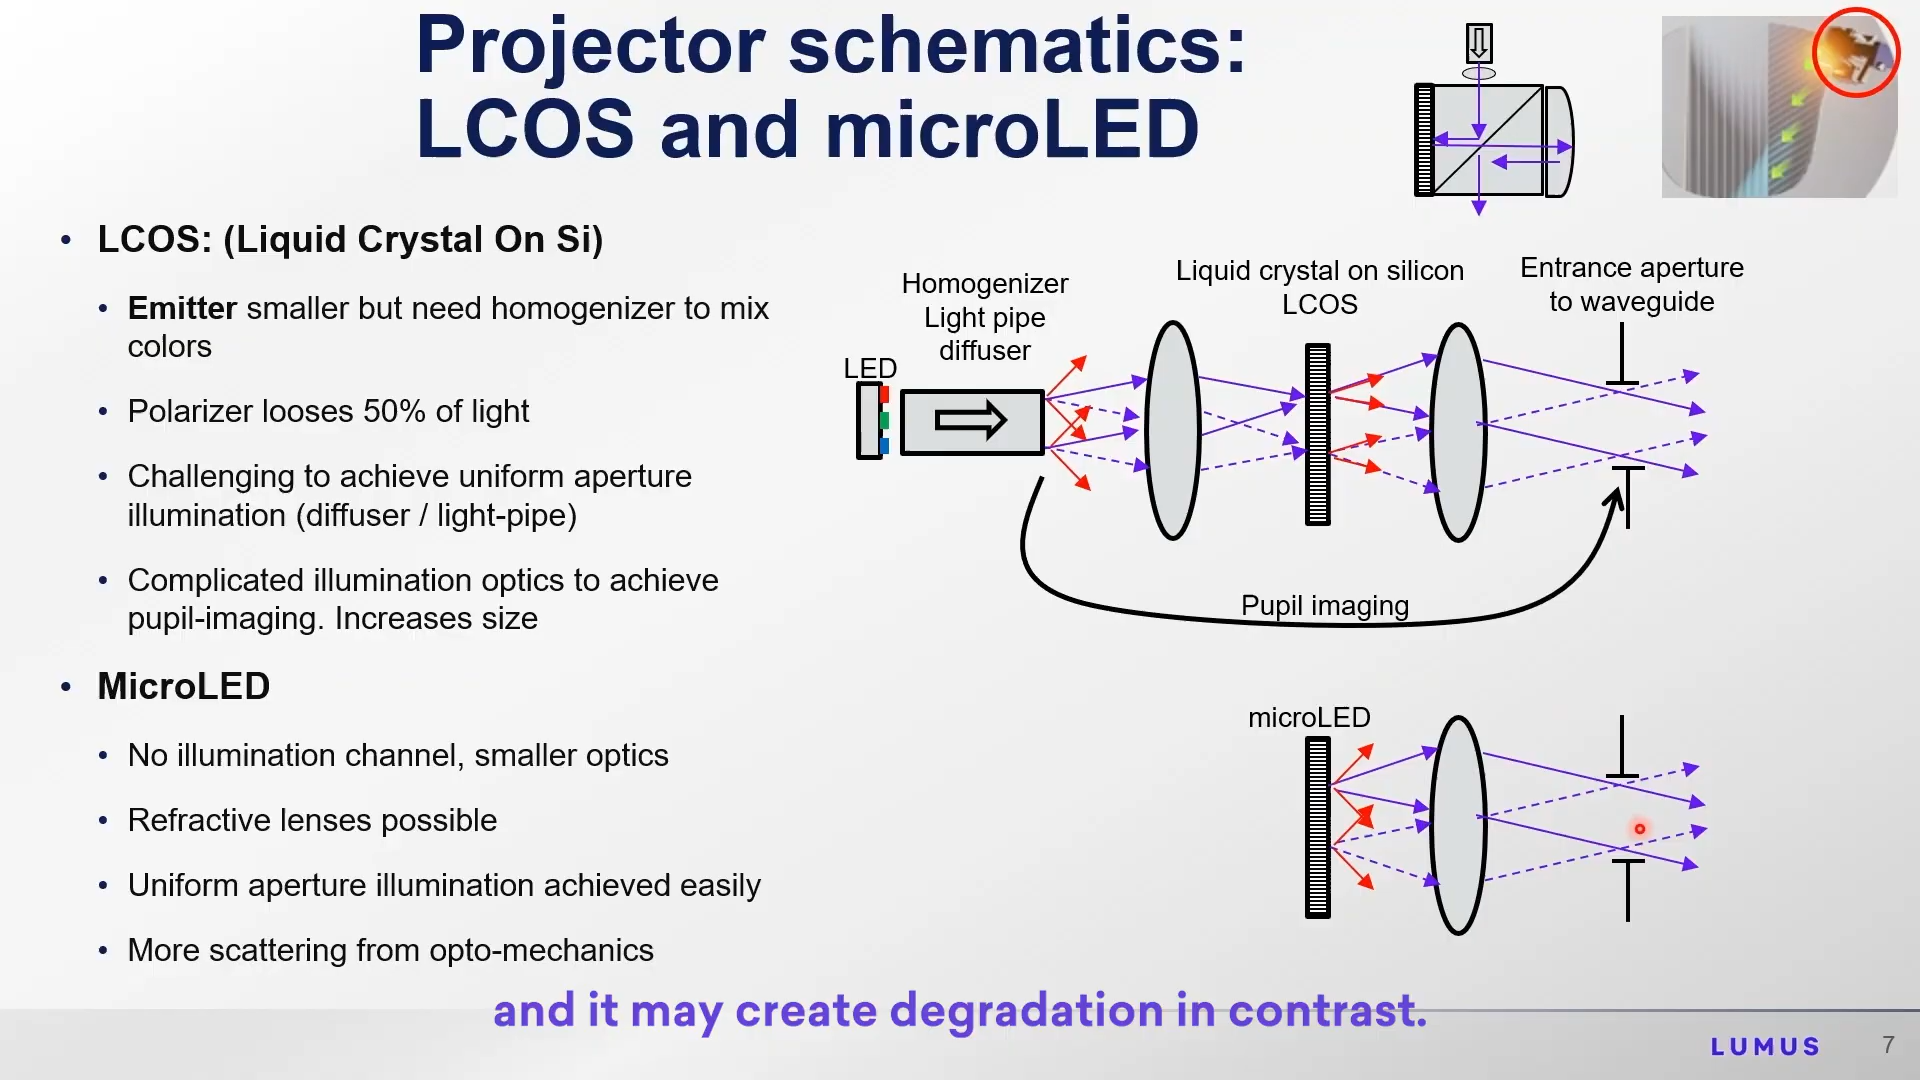 Projector schematics:
LCOS and microLED
• LCOS: (Liquid Crystal On Si)
• Emitter smaller but need homogenizer to mix
colors
• Polarizer looses 50% of light
• Challenging to achieve uniform aperture
illumination (diffuser / light-pipe)
• Complicated illumination optics to achieve
pupil-imaging. Increases size
• MicroLED
• No illumination channel, smaller optics
• Refractive lenses possible
• Uniform aperture illumination achieved easily
• More scattering from opto-mechanics
LED
Homogenizer
Light pipe
diffuser
Liquid crystal on silicon
LCOS
Entrance aperture
to waveguide
Pupil imaging
microLED
and it may create degradation in contrast.
LUMUS
7